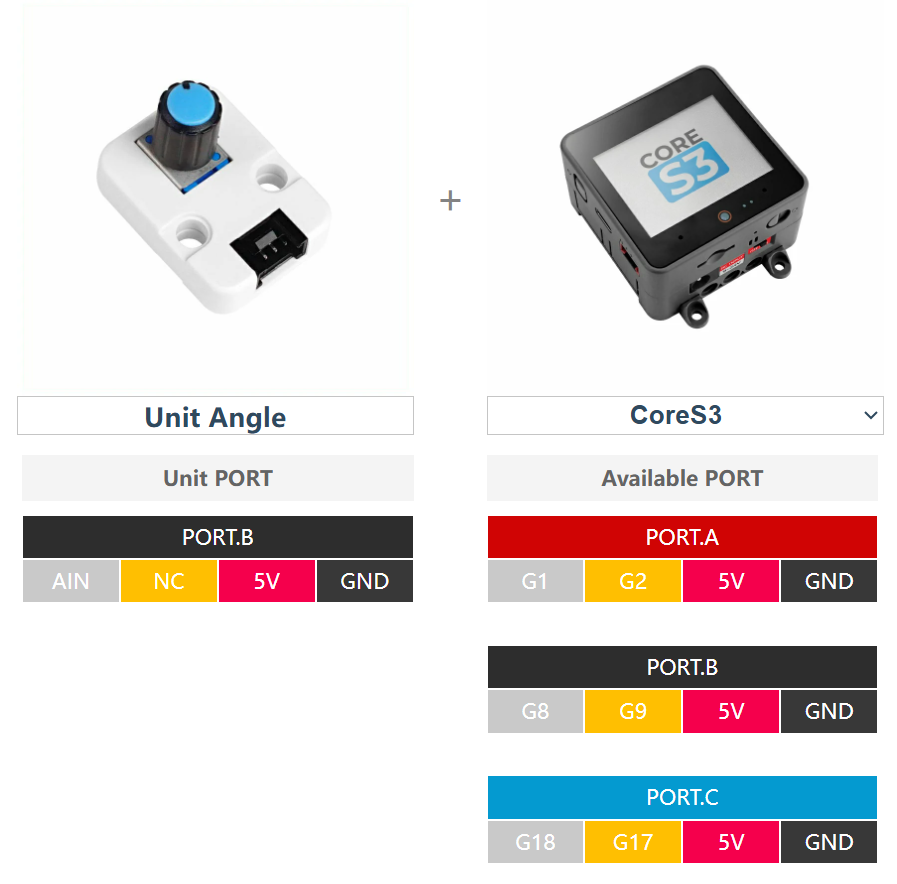 CORE
S3
+
Unit Angle
CoreS3
Unit PORT
Available PORT
PORT.B
AIN NC 5V GND
PORT.A
G1 G2 5V GND
PORT.B
G8 G9 5V GND
PORT.C
G18 G17 5V GND